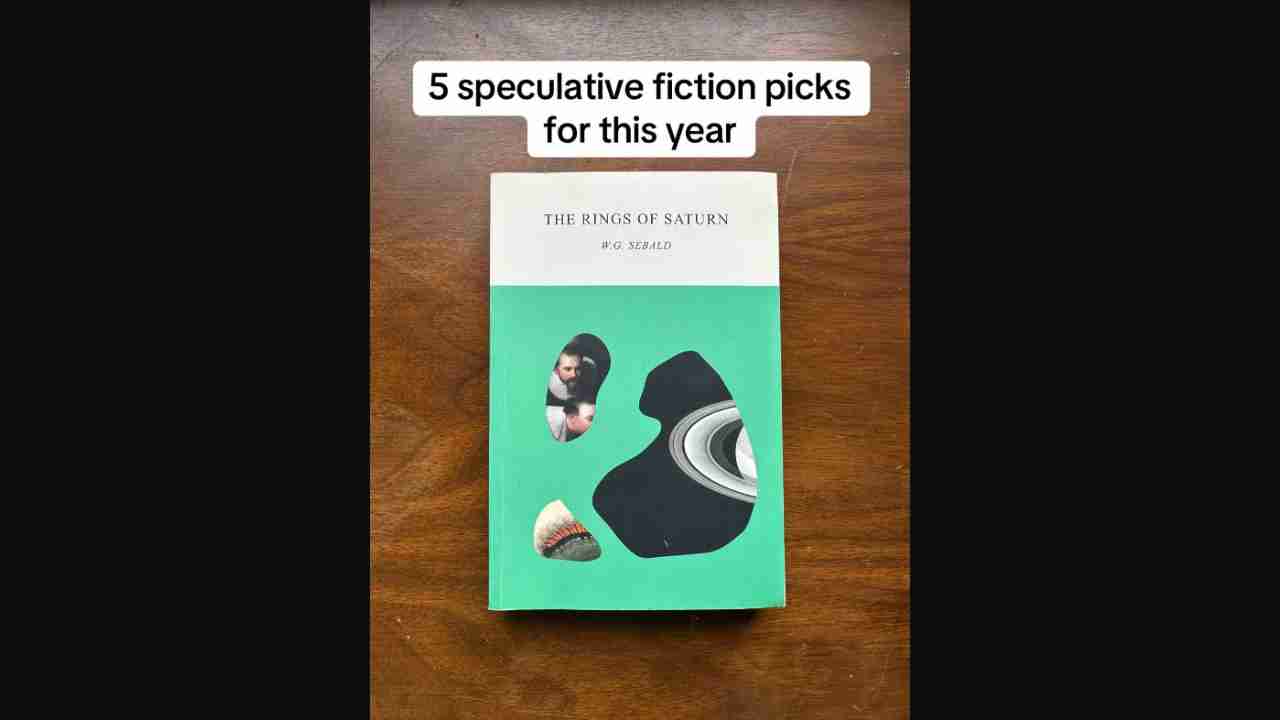 5 speculative fiction picks
for this year
THE RINGS OF SATURN
W.G. SEBALD